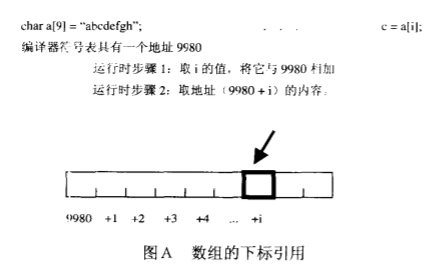 char a[9] = “abcdefgh”; . . . c = a[i];
编译器符号表具有一个地址 9980
运行时步骤 1：取 i 的值，将它与 9980 相加
运行时步骤 2：取地址（9980 + i）的内容。
9980 +1 +2 +3 +4 ... +i
图 A 数组的下标引用